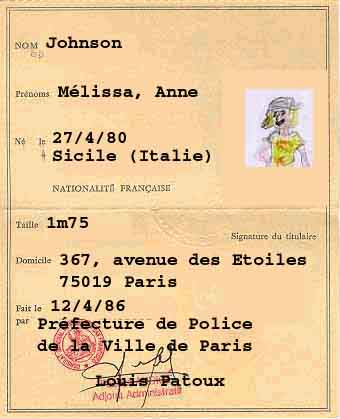 NOM Johnson
Prénoms Mélissa, Anne
Né le 27/4/80
à Sicile (Italie)
NATIONALITÉ FRANÇAISE
Taille 1m75
Signature du titulaire
Domicile 367, avenue des Etoiles
75019 Paris
Fait le 12/4/86
par Préfecture de Police
de la Ville de Paris
Louis Patoux
Adjoint Administratif